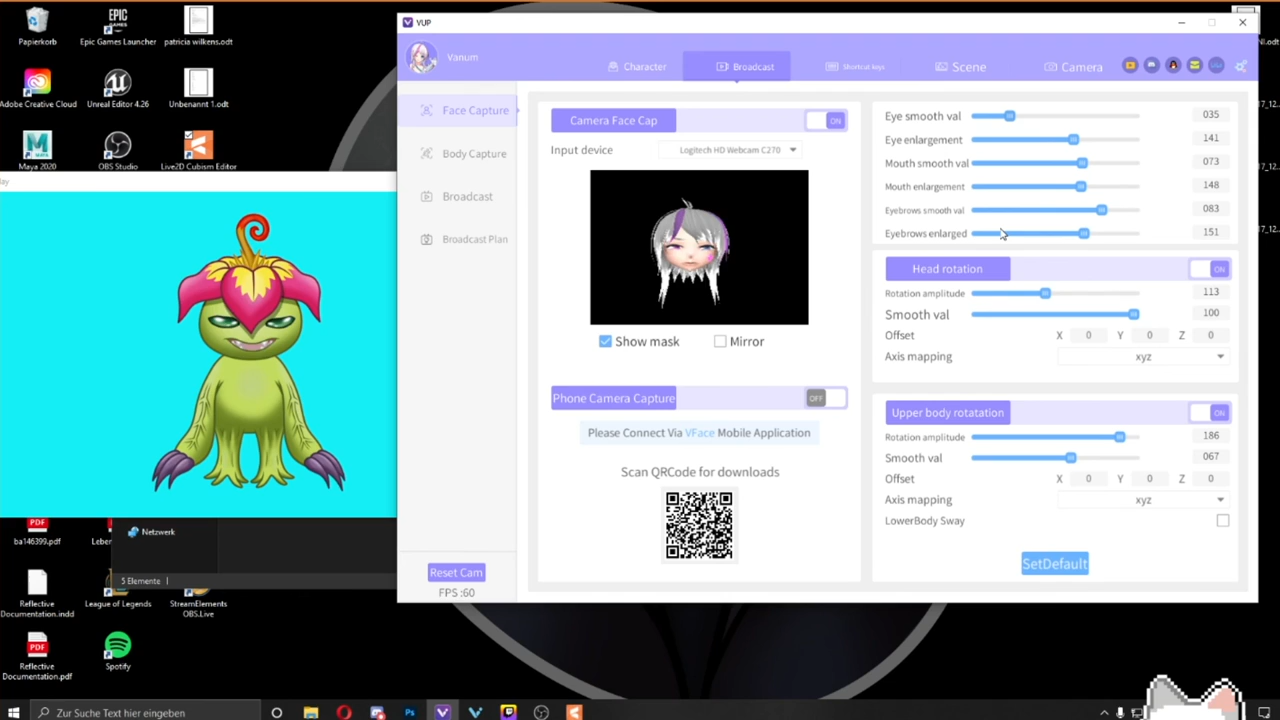 Papierkorb
Epic Games Launcher
patricia wilkens.odt
Adobe Creative Cloud
Unreal Editor 4.26
Unbenannt 1.odt
Maya 2020
OBS Studio
Live2D Cubism Editor
VUP
Vanum
Character
Broadcast
Shortcut keys
Scene
Camera
Face Capture
Body Capture
Broadcast
Broadcast Plan
Reset Cam
FPS :60
Camera Face Cap
ON
Input device
Logitech HD Webcam C270
Show mask
Mirror
Phone Camera Capture
OFF
Please Connect Via VFace Mobile Application
Scan QRCode for downloads
Eye smooth val 035
Eye enlargement 141
Mouth smooth val 073
Mouth enlargement 148
Eyebrows smooth val 083
Eyebrows enlarged 151
Head rotation ON
Rotation amplitude 113
Smooth val 100
Offset X 0 Y 0 Z 0
Axis mapping xyz
Upper body rotatation ON
Rotation amplitude 186
Smooth val 067
Offset X 0 Y 0 Z 0
Axis mapping xyz
LowerBody Sway
SetDefault
Netzwerk
5 Elemente
PDF
ba146399.pdf
Reflective
Documentation.indd
League of Legends
StreamElements
OBS.Live
PDF
Reflective
Documentation.pdf
Spotify
Zur Suche Text hier eingeben